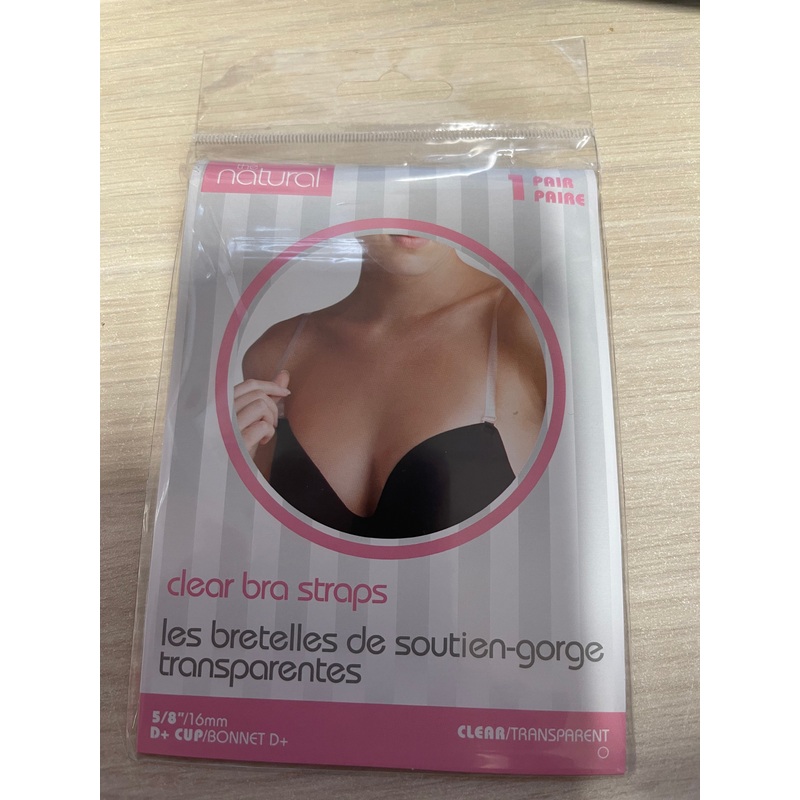 the
natural
1 PAIR
PAIRE
clear bra straps
les bretelles de soutien-gorge
transparentes
5/8"/16mm
D+ CUP/BONNET D+
CLEAR/TRANSPARENT